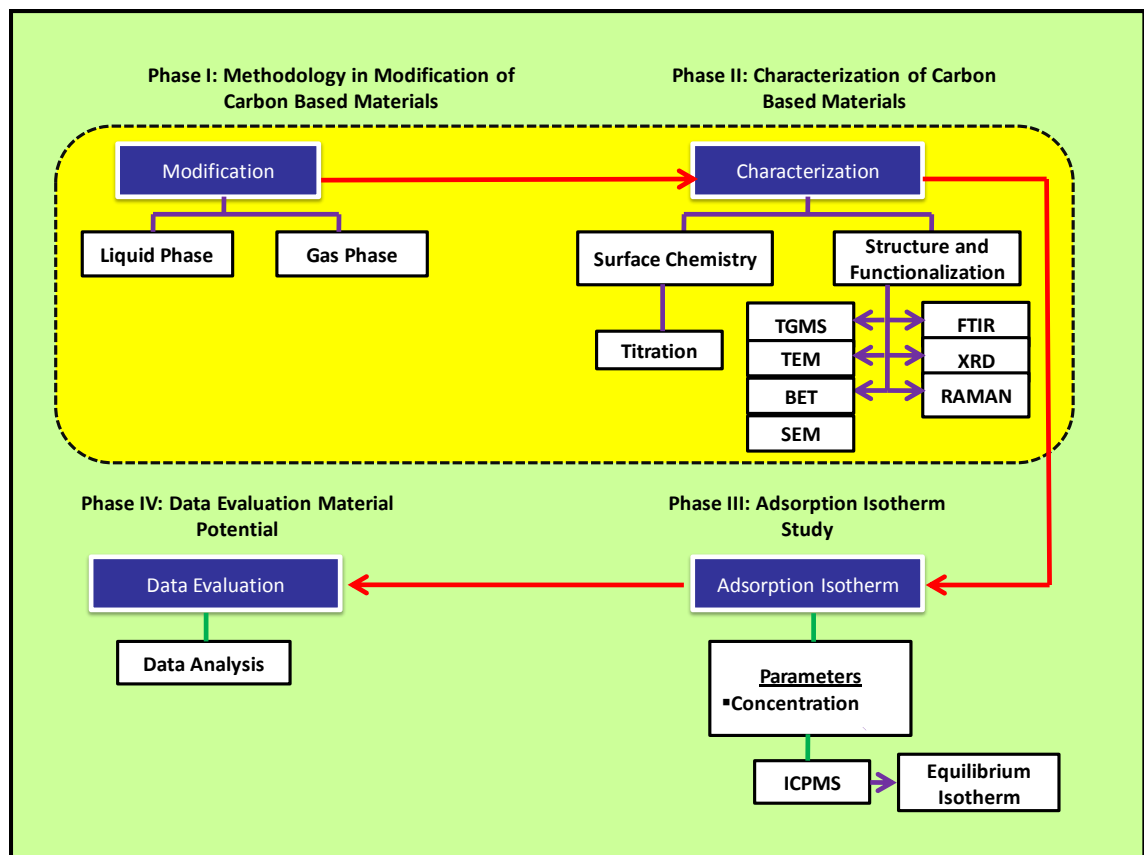 Phase I: Methodology in Modification of
Carbon Based Materials
Phase II: Characterization of Carbon
Based Materials
Modification
Characterization
Liquid Phase
Gas Phase
Surface Chemistry
Structure and
Functionalization
Titration
TGMS
FTIR
TEM
XRD
BET
RAMAN
SEM
Phase IV: Data Evaluation Material
Potential
Phase III: Adsorption Isotherm
Study
Data Evaluation
Adsorption Isotherm
Data Analysis
Parameters
▪Concentration
ICPMS
Equilibrium
Isotherm